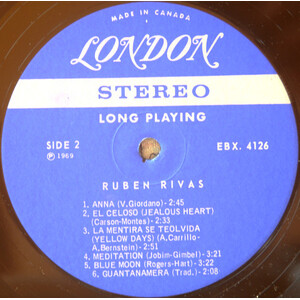 MADE IN CANADA
LONDON
STEREO
LONG PLAYING
SIDE 2
EBX. 4126
℗ 1969
RUBEN RIVAS
1. ANNA (V.Giordano) - 2:45
2. EL CELOSO (JEALOUS HEART)
(Carson-Montes) - 2:33
3. LA MENTIRA SE TEOLVIDA
(YELLOW DAYS) (A.Carrillo-
A.Bernstein) - 2:51
4. MEDITATION (Jobim-Gimbel) - 3:21
5. BLUE MOON (Rogers-Hart) - 3:21
6. GUANTANAMERA (Trad.) - 2:08